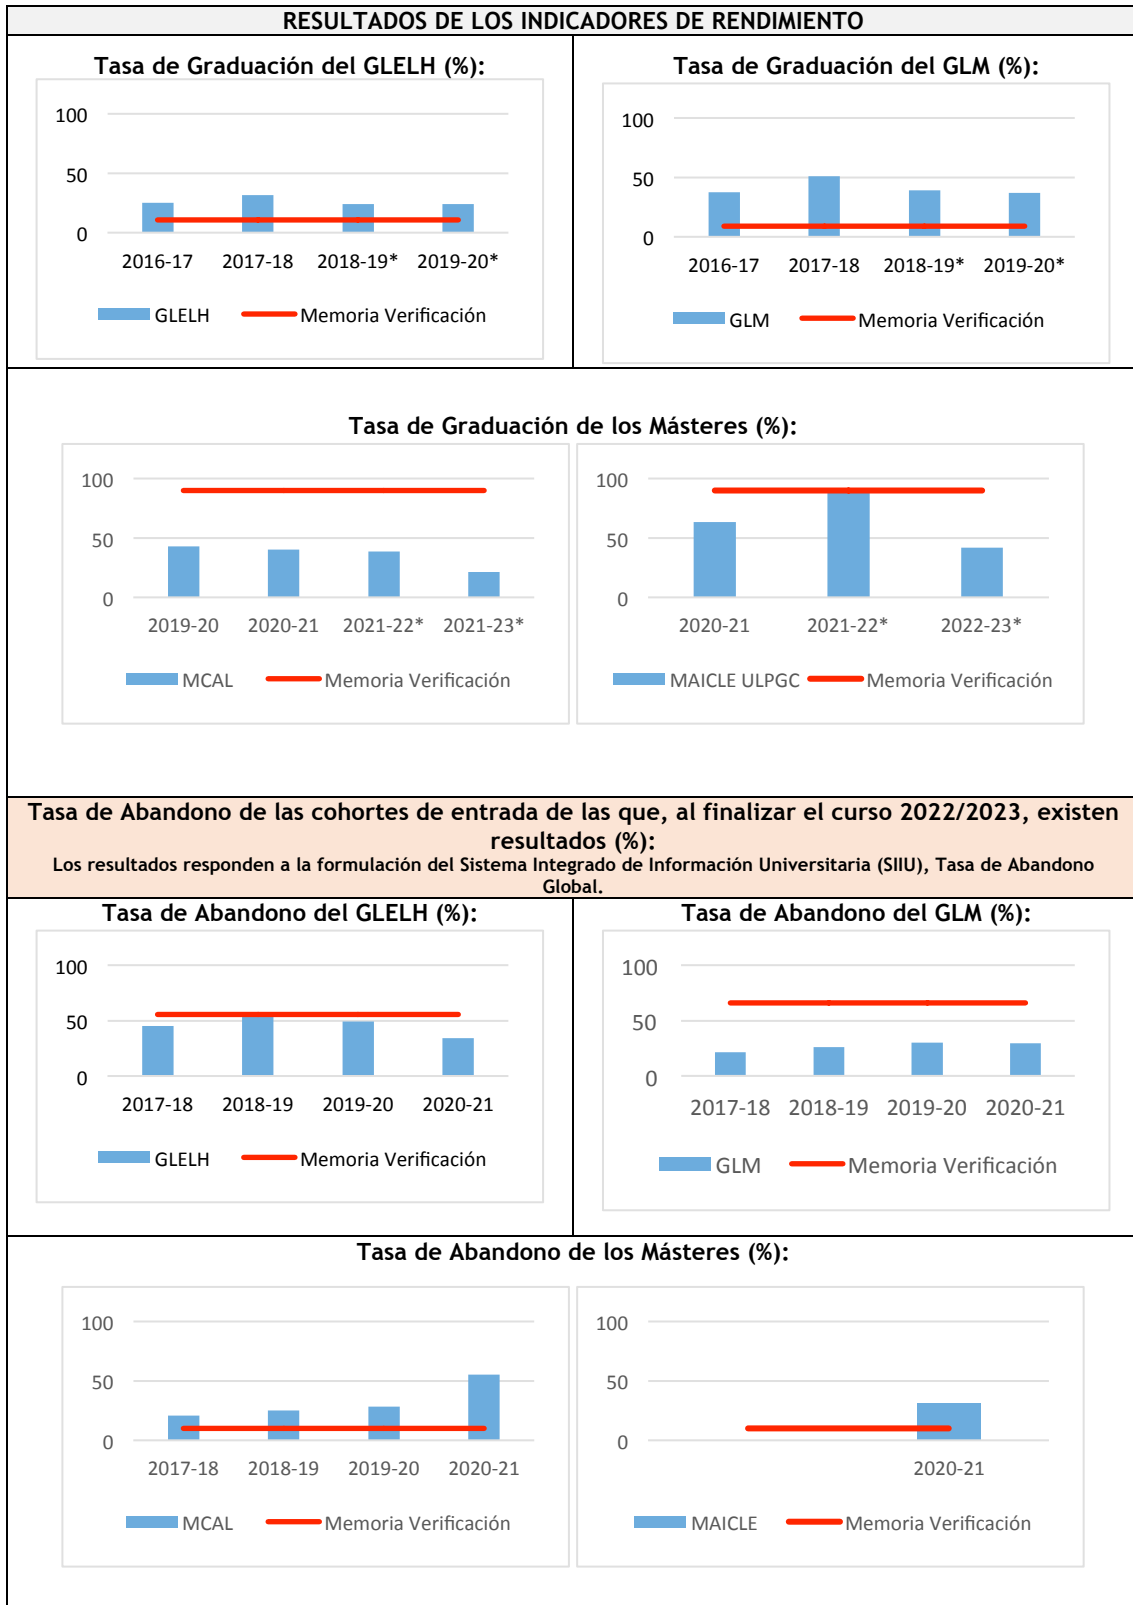 RESULTADOS DE LOS INDICADORES DE RENDIMIENTO
Tasa de Graduación del GLELH (%):
100
50
0
2016-17 2017-18 2018-19* 2019-20*
GLELH Memoria Verificación
Tasa de Graduación del GLM (%):
100
50
0
2016-17 2017-18 2018-19* 2019-20*
GLM Memoria Verificación
Tasa de Graduación de los Másteres (%):
100
50
0
2019-20 2020-21 2021-22* 2021-23*
MCAL Memoria Verificación
100
50
0
2020-21 2021-22* 2022-23*
MAICLE ULPGC Memoria Verificación
Tasa de Abandono de las cohortes de entrada de las que, al finalizar el curso 2022/2023, existen
resultados (%):
Los resultados responden a la formulación del Sistema Integrado de Información Universitaria (SIIU), Tasa de Abandono
Global.
Tasa de Abandono del GLELH (%):
100
50
0
2017-18 2018-19 2019-20 2020-21
GLELH Memoria Verificación
Tasa de Abandono del GLM (%):
100
50
0
2017-18 2018-19 2019-20 2020-21
GLM Memoria Verificación
Tasa de Abandono de los Másteres (%):
100
50
0
2017-18 2018-19 2019-20 2020-21
MCAL Memoria Verificación
100
50
0
2020-21
MAICLE Memoria Verificación